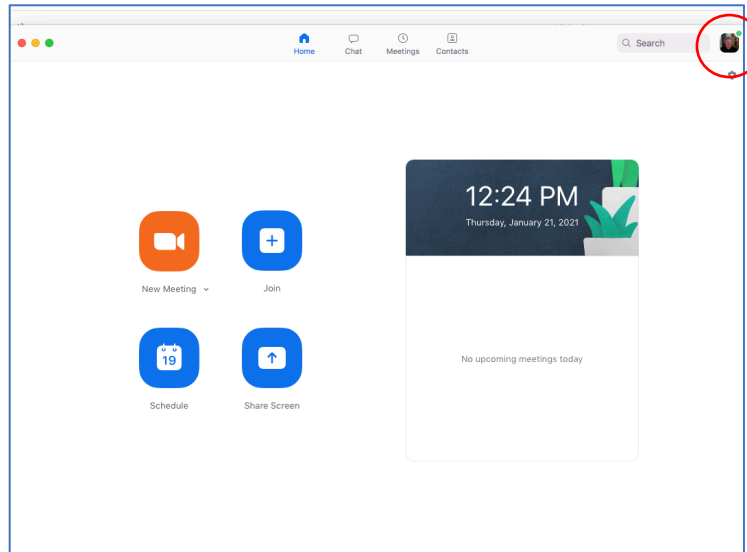 Home Chat Meetings Contacts
Search
12:24 PM
Thursday, January 21, 2021
New Meeting
Join
19
Schedule
Share Screen
No upcoming meetings today